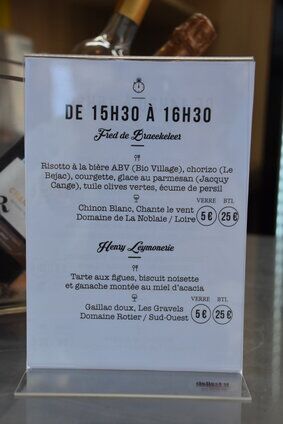 DE 15H30 À 16H30
Fred de Braeckeleer
Risotto à la bière ABV (Bio Village), chorizo (Le
Bejac), courgette, glace au parmesan (Jacquy
Cange), tuile olives vertes, écume de persil
VERRE BTL
Chinon Blanc, Chante le vent
Domaine de La Noblaie / Loire 5€ 25€
Henry Leymonerie
Tarte aux figues, biscuit noisette
et ganache montée au miel d'acacia
VERRE BTL
Gaillac doux, Les Gravels
Domaine Rotier / Sud-Ouest 5€ 25€